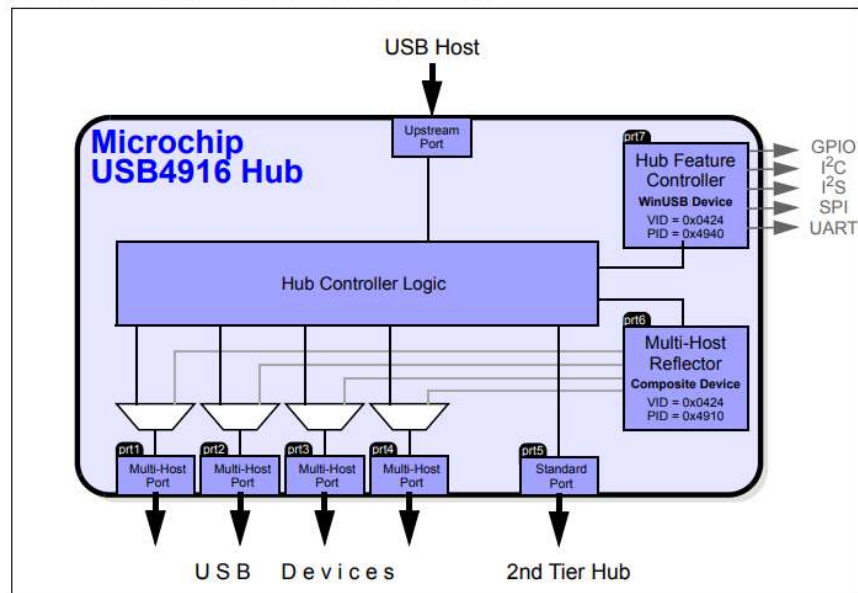 USB Host
Microchip
USB4916 Hub
Upstream
Port
prt7
Hub Feature
Controller
WinUSB Device
VID = 0x0424
PID = 0x4940
GPIO
I²C
I²S
SPI
UART
Hub Controller Logic
prt6
Multi-Host
Reflector
Composite Device
VID = 0x0424
PID = 0x4910
prt1
Multi-Host
Port
prt2
Multi-Host
Port
prt3
Multi-Host
Port
prt4
Multi-Host
Port
prt5
Standard
Port
USB Devices
2nd Tier Hub